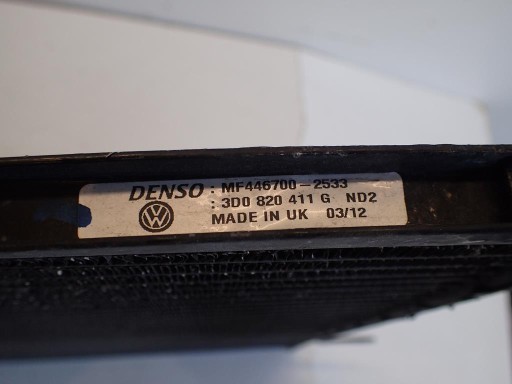 DENSO : MF446700-2533
: 3D0 820 411 G ND2
MADE IN UK 03/12